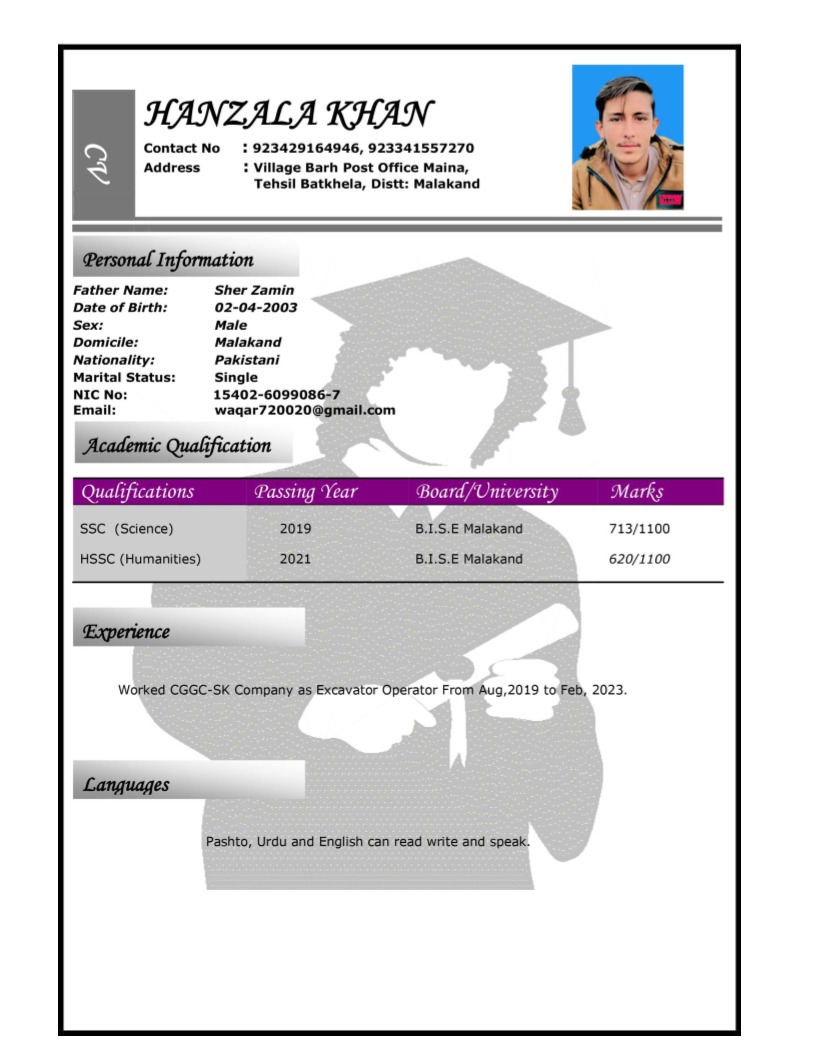 CV
HANZALA KHAN
Contact No : 923429164946, 923341557270
Address : Village Barh Post Office Maina,
Tehsil Batkhela, Distt: Malakand
Personal Information
Father Name: Sher Zamin
Date of Birth: 02-04-2003
Sex: Male
Domicile: Malakand
Nationality: Pakistani
Marital Status: Single
NIC No: 15402-6099086-7
Email: waqar720020@gmail.com
Academic Qualification
Qualifications Passing Year Board/University Marks
SSC (Science) 2019 B.I.S.E Malakand 713/1100
HSSC (Humanities) 2021 B.I.S.E Malakand 620/1100
Experience
Worked CGGC-SK Company as Excavator Operator From Aug,2019 to Feb, 2023.
Languages
Pashto, Urdu and English can read write and speak.